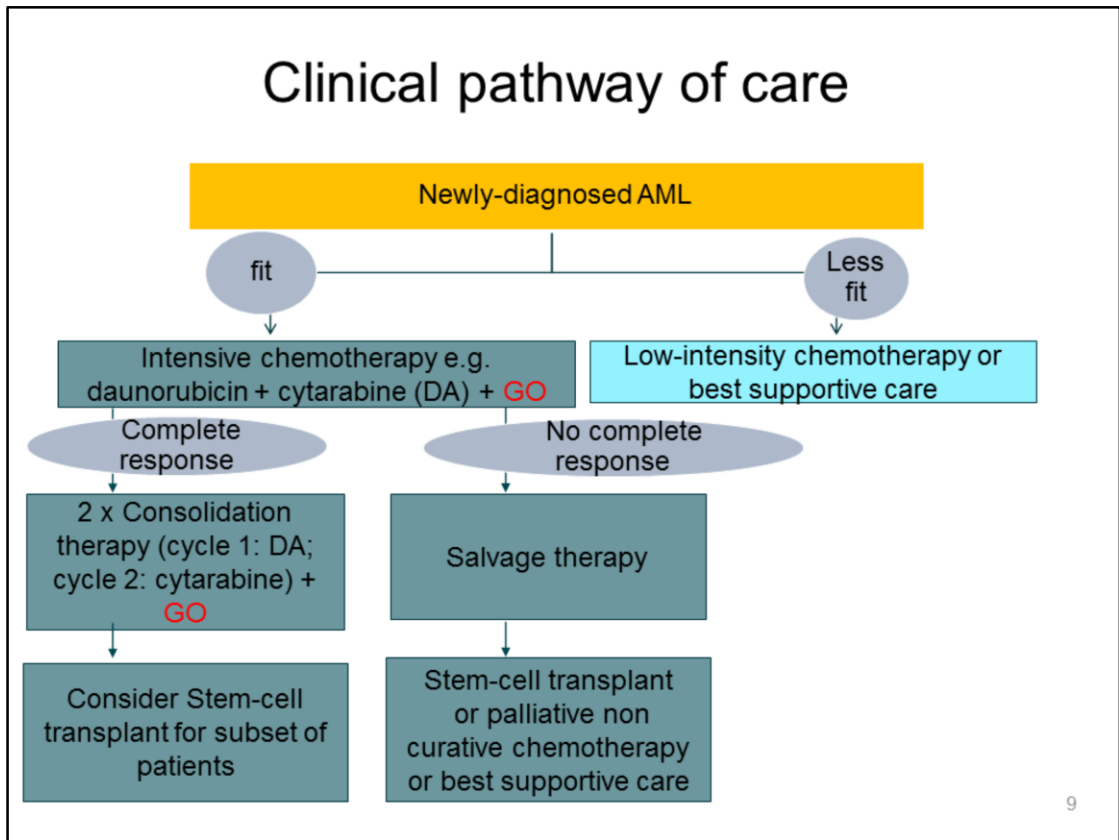 Clinical pathway of care
Newly-diagnosed AML
fit
Less
fit
Intensive chemotherapy e.g.
daunorubicin + cytarabine (DA) + GO
Low-intensity chemotherapy or
best supportive care
Complete
response
No complete
response
2 x Consolidation
therapy (cycle 1: DA;
cycle 2: cytarabine) +
GO
Salvage therapy
Consider Stem-cell
transplant for subset of
patients
Stem-cell transplant
or palliative non
curative chemotherapy
or best supportive care
9